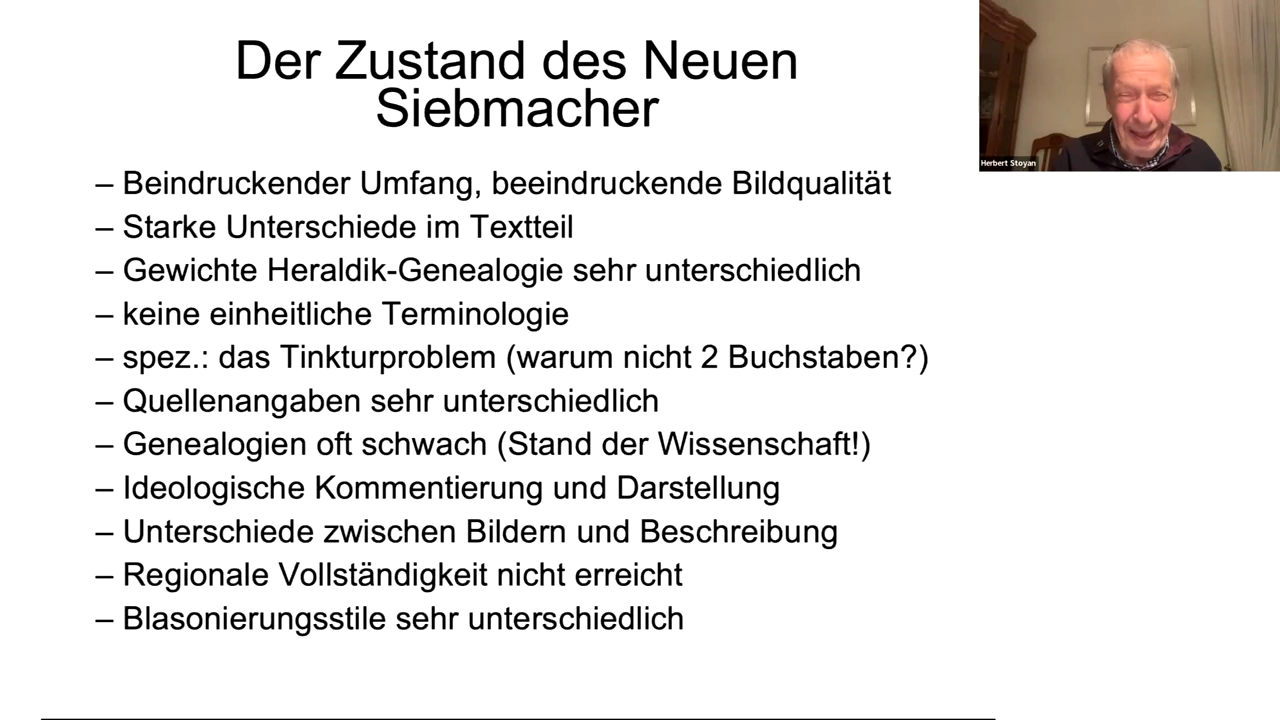 Der Zustand des Neuen
Siebmacher
– Beindruckender Umfang, beeindruckende Bildqualität
– Starke Unterschiede im Textteil
– Gewichte Heraldik-Genealogie sehr unterschiedlich
– keine einheitliche Terminologie
– spez.: das Tinkturproblem (warum nicht 2 Buchstaben?)
– Quellenangaben sehr unterschiedlich
– Genealogien oft schwach (Stand der Wissenschaft!)
– Ideologische Kommentierung und Darstellung
– Unterschiede zwischen Bildern und Beschreibung
– Regionale Vollständigkeit nicht erreicht
– Blasonierungsstile sehr unterschiedlich
Herbert Stoyan